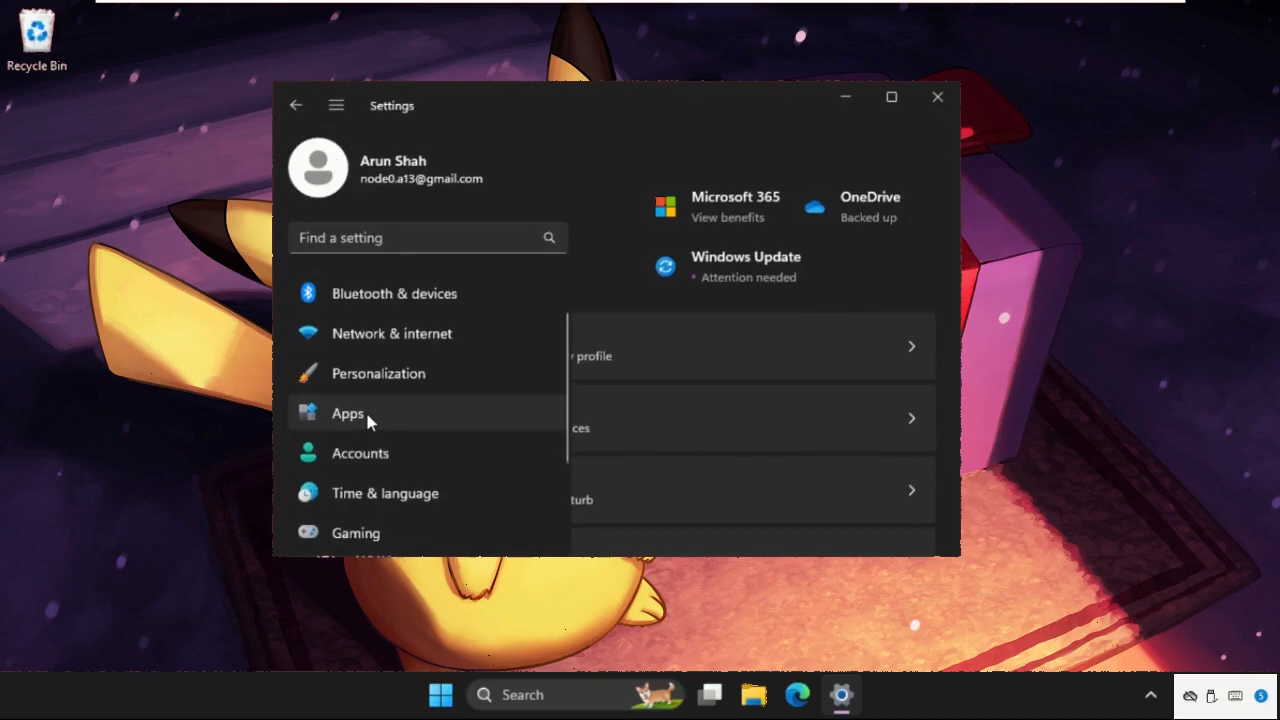 Recycle Bin
Settings
Arun Shah
node0.a13@gmail.com
Find a setting
Bluetooth & devices
Network & internet
Personalization
Apps
Accounts
Time & language
Gaming
Microsoft 365
View benefits
OneDrive
Backed up
Windows Update
Attention needed
profile
ces
turb
Search
5